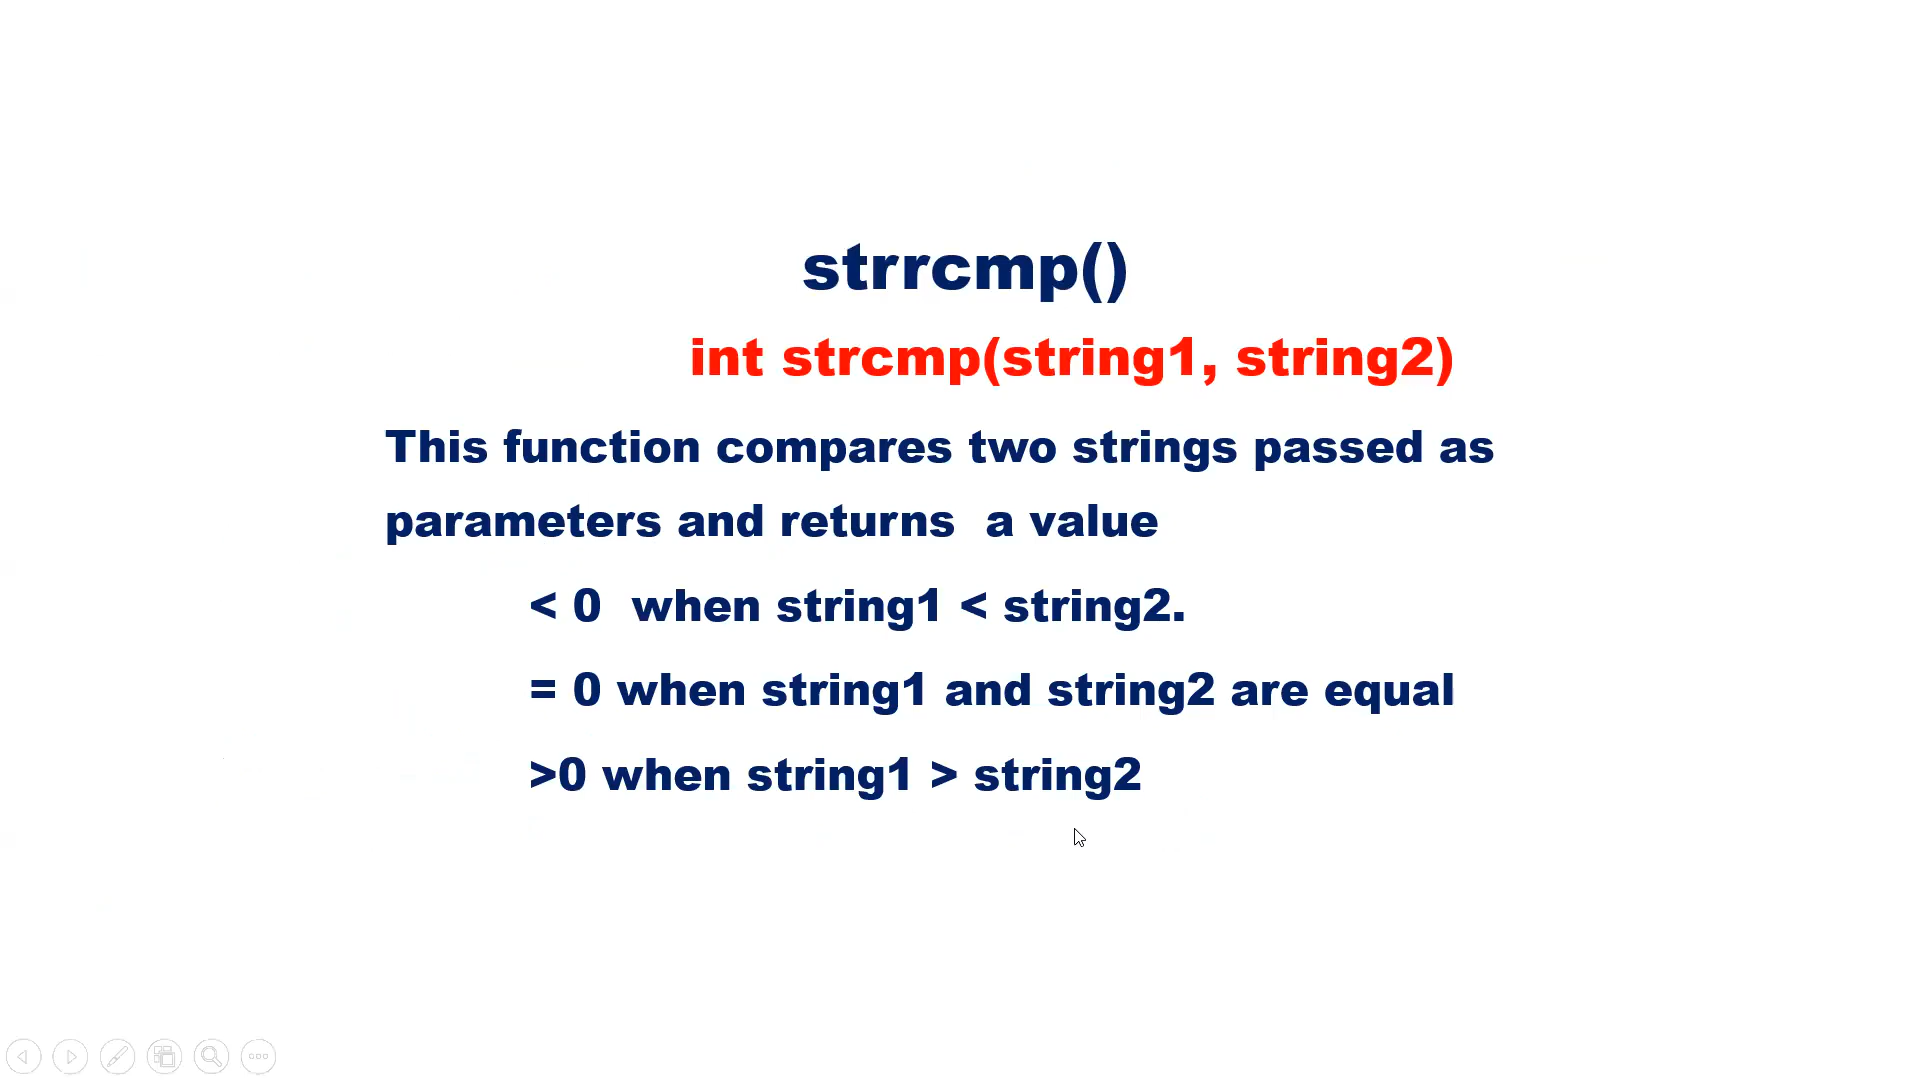 strrcmp()
int strcmp(string1, string2)
This function compares two strings passed as
parameters and returns  a value
< 0  when string1 < string2.
= 0 when string1 and string2 are equal
>0 when string1 > string2